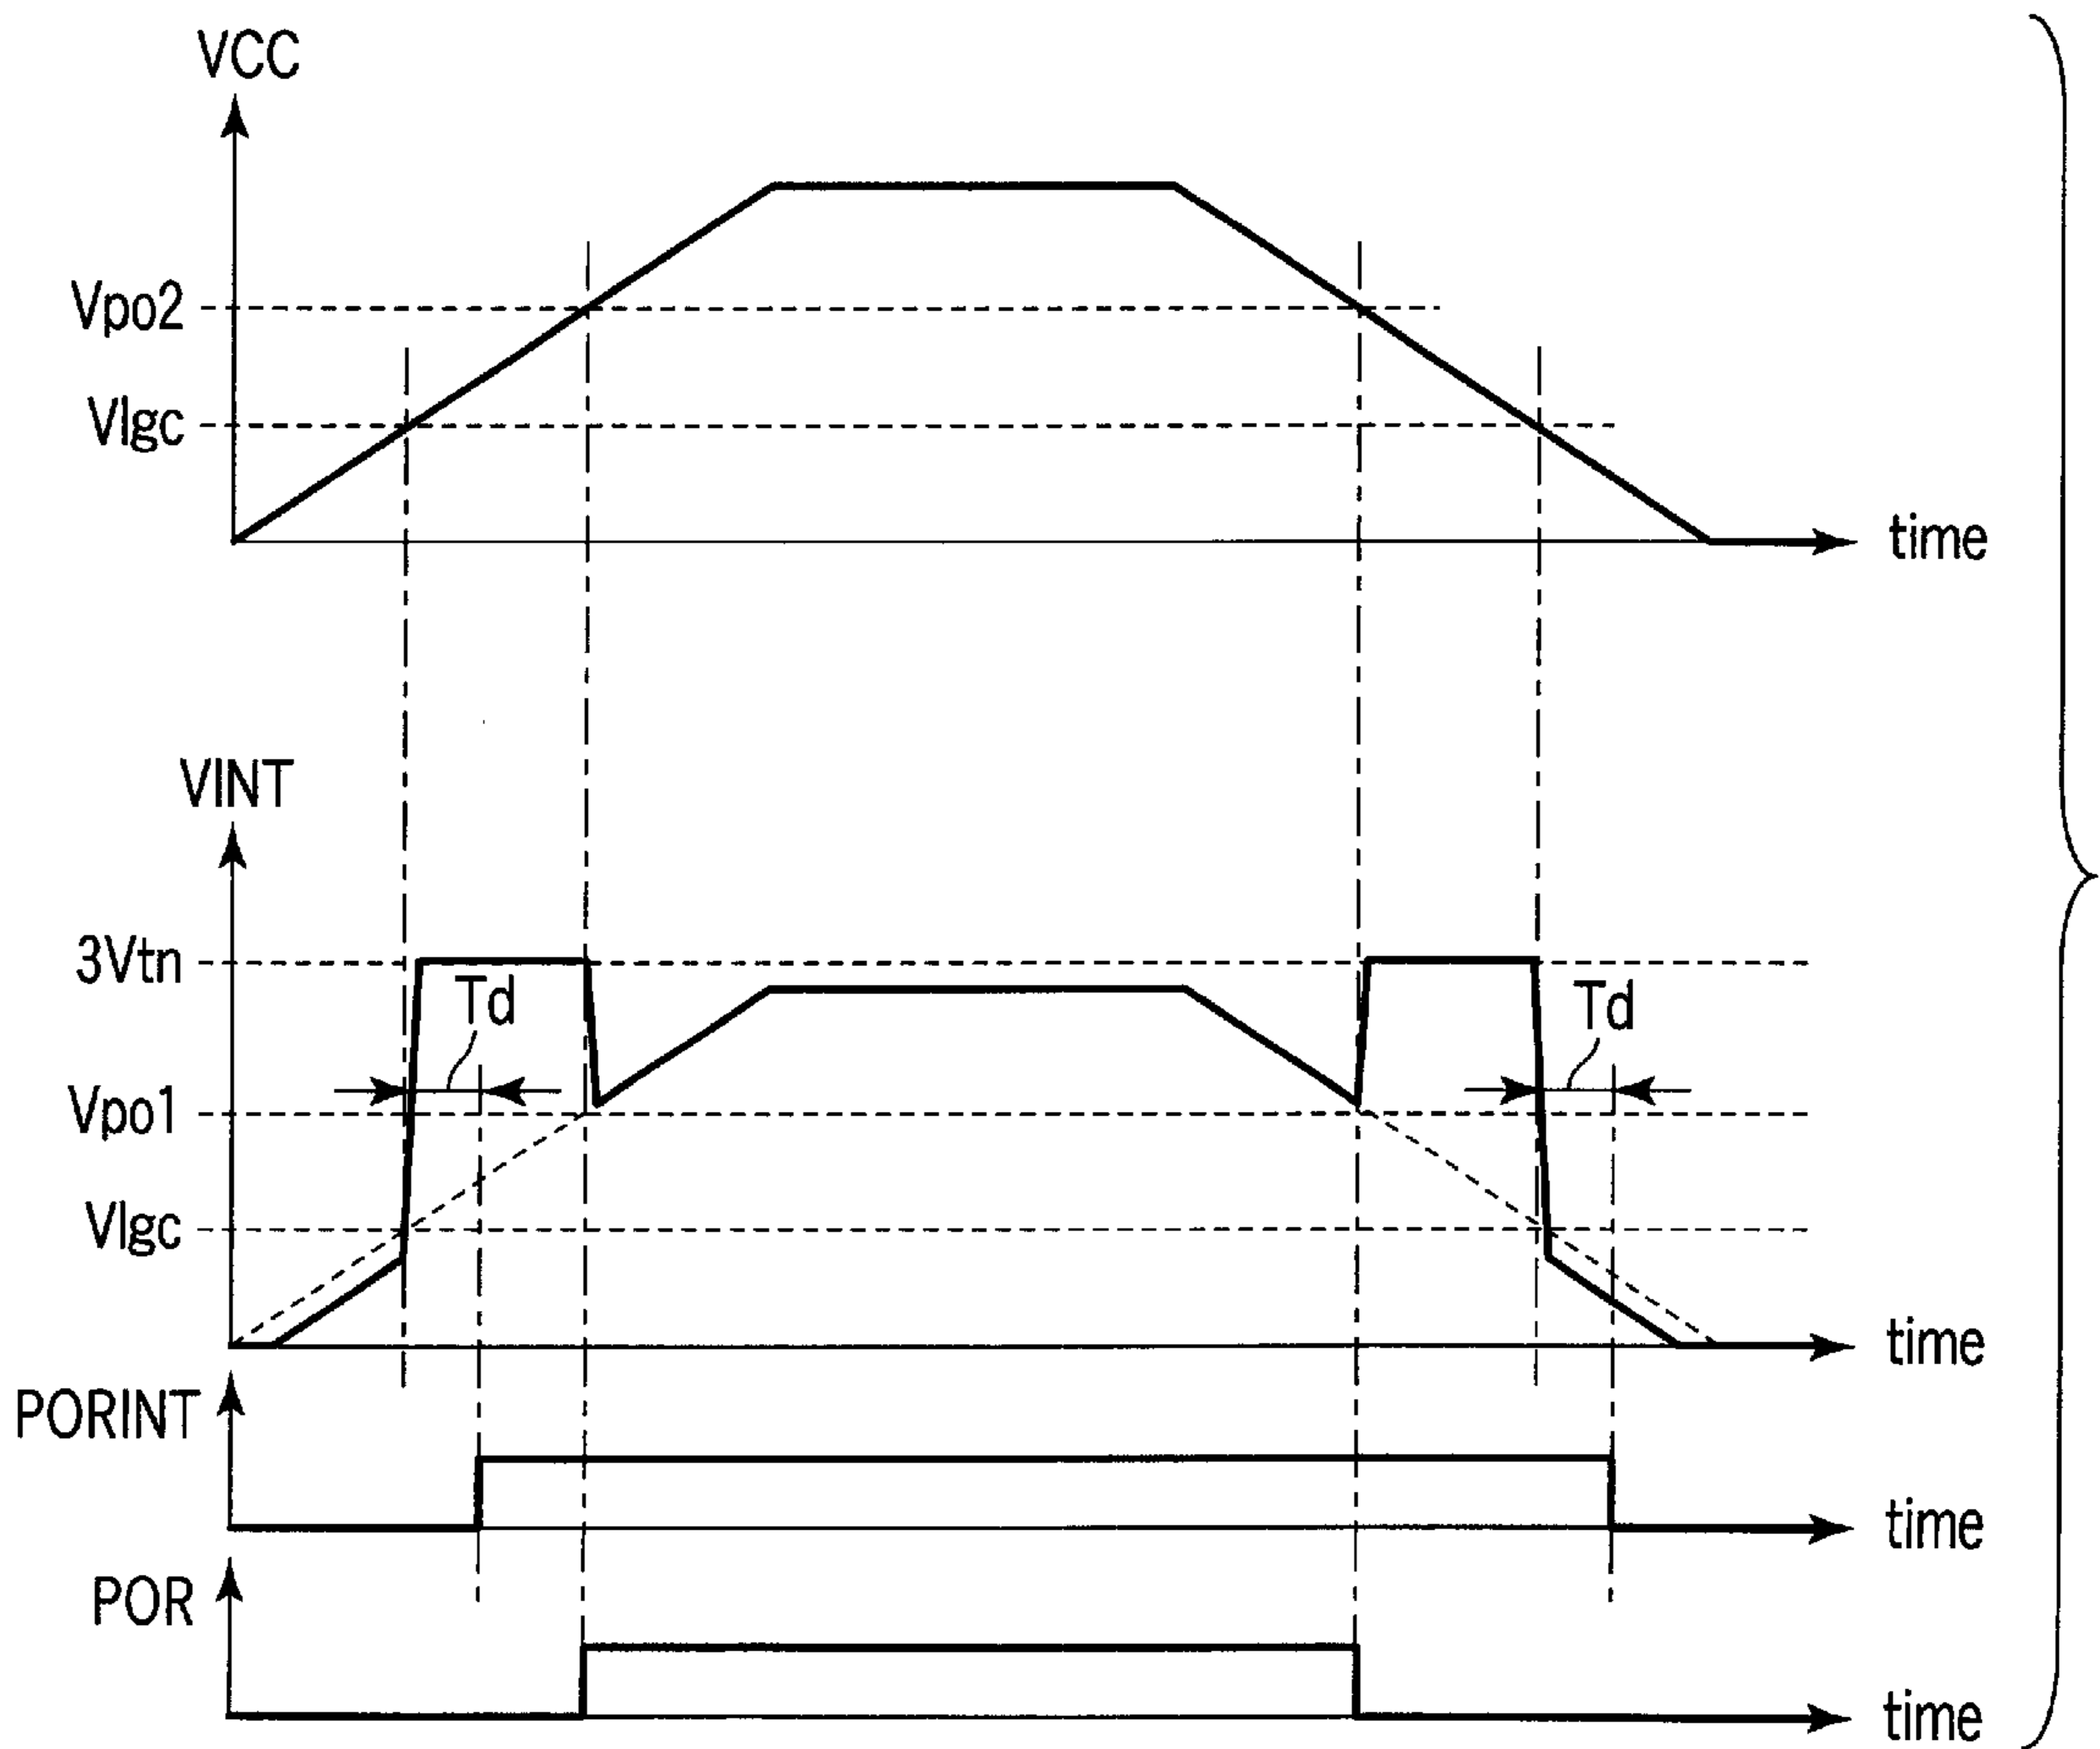 VCC
Vpo2
Vlgc
time
VINT
3Vtn
Td
Td
Vpo1
Vlgc
time
PORINT
time
POR
time